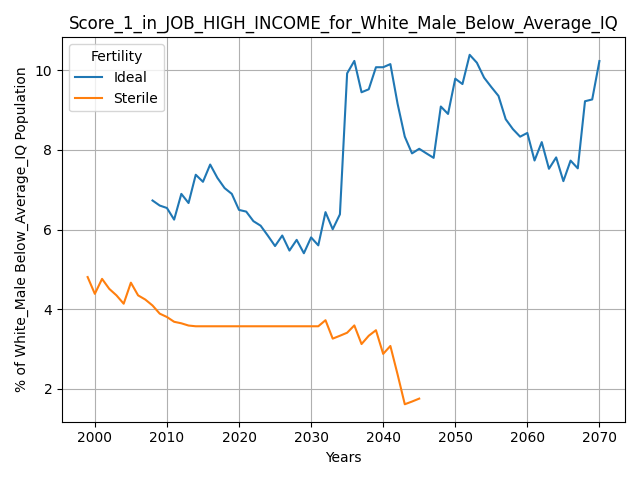 Score_1_in_JOB_HIGH_INCOME_for_White_Male_Below_Average_IQ
% of White_Male Below_Average_IQ Population
Fertility
Ideal
Sterile
10
8
6
4
2
2000 2010 2020 2030 2040 2050 2060 2070
Years